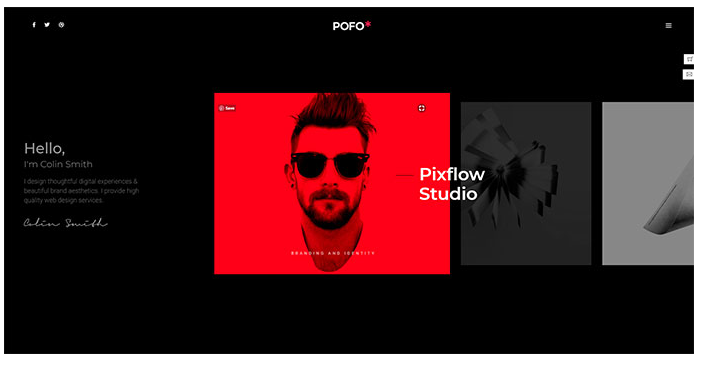 POFO*
Save
Hello,
I'm Colin Smith
I design thoughtful digital experiences &
beautiful brand aesthetics. I provide high
quality web design services.
Colin Smith
Pixflow
Studio
BRANDING AND IDENTITY